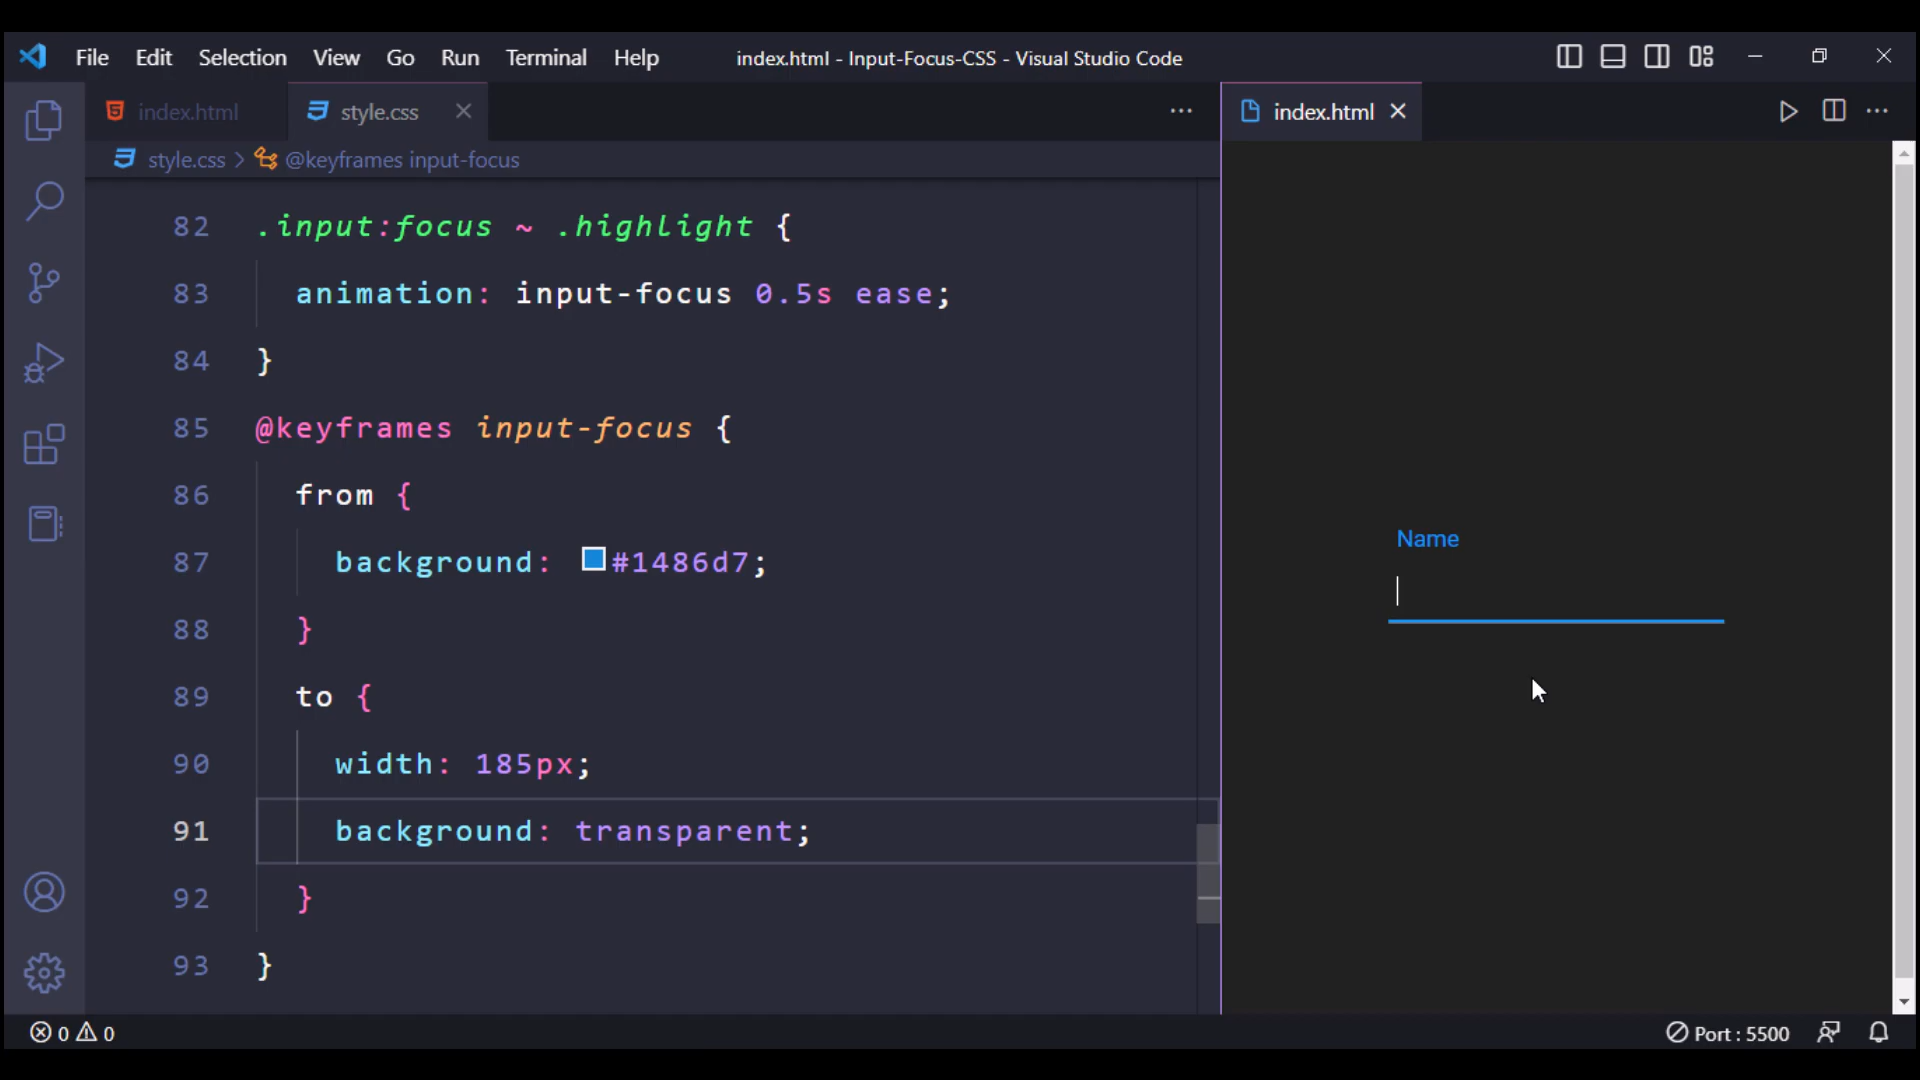 File Edit Selection View Go Run Terminal Help
index.html - Input-Focus-CSS - Visual Studio Code
index.html
style.css
index.html
style.css > @keyframes input-focus
82 .input:focus ~ .highlight {
83 animation: input-focus 0.5s ease;
84 }
85 @keyframes input-focus {
86 from {
87 background: #1486d7;
88 }
89 to {
90 width: 185px;
91 background: transparent;
92 }
93 }
Name
0 0
Port : 5500